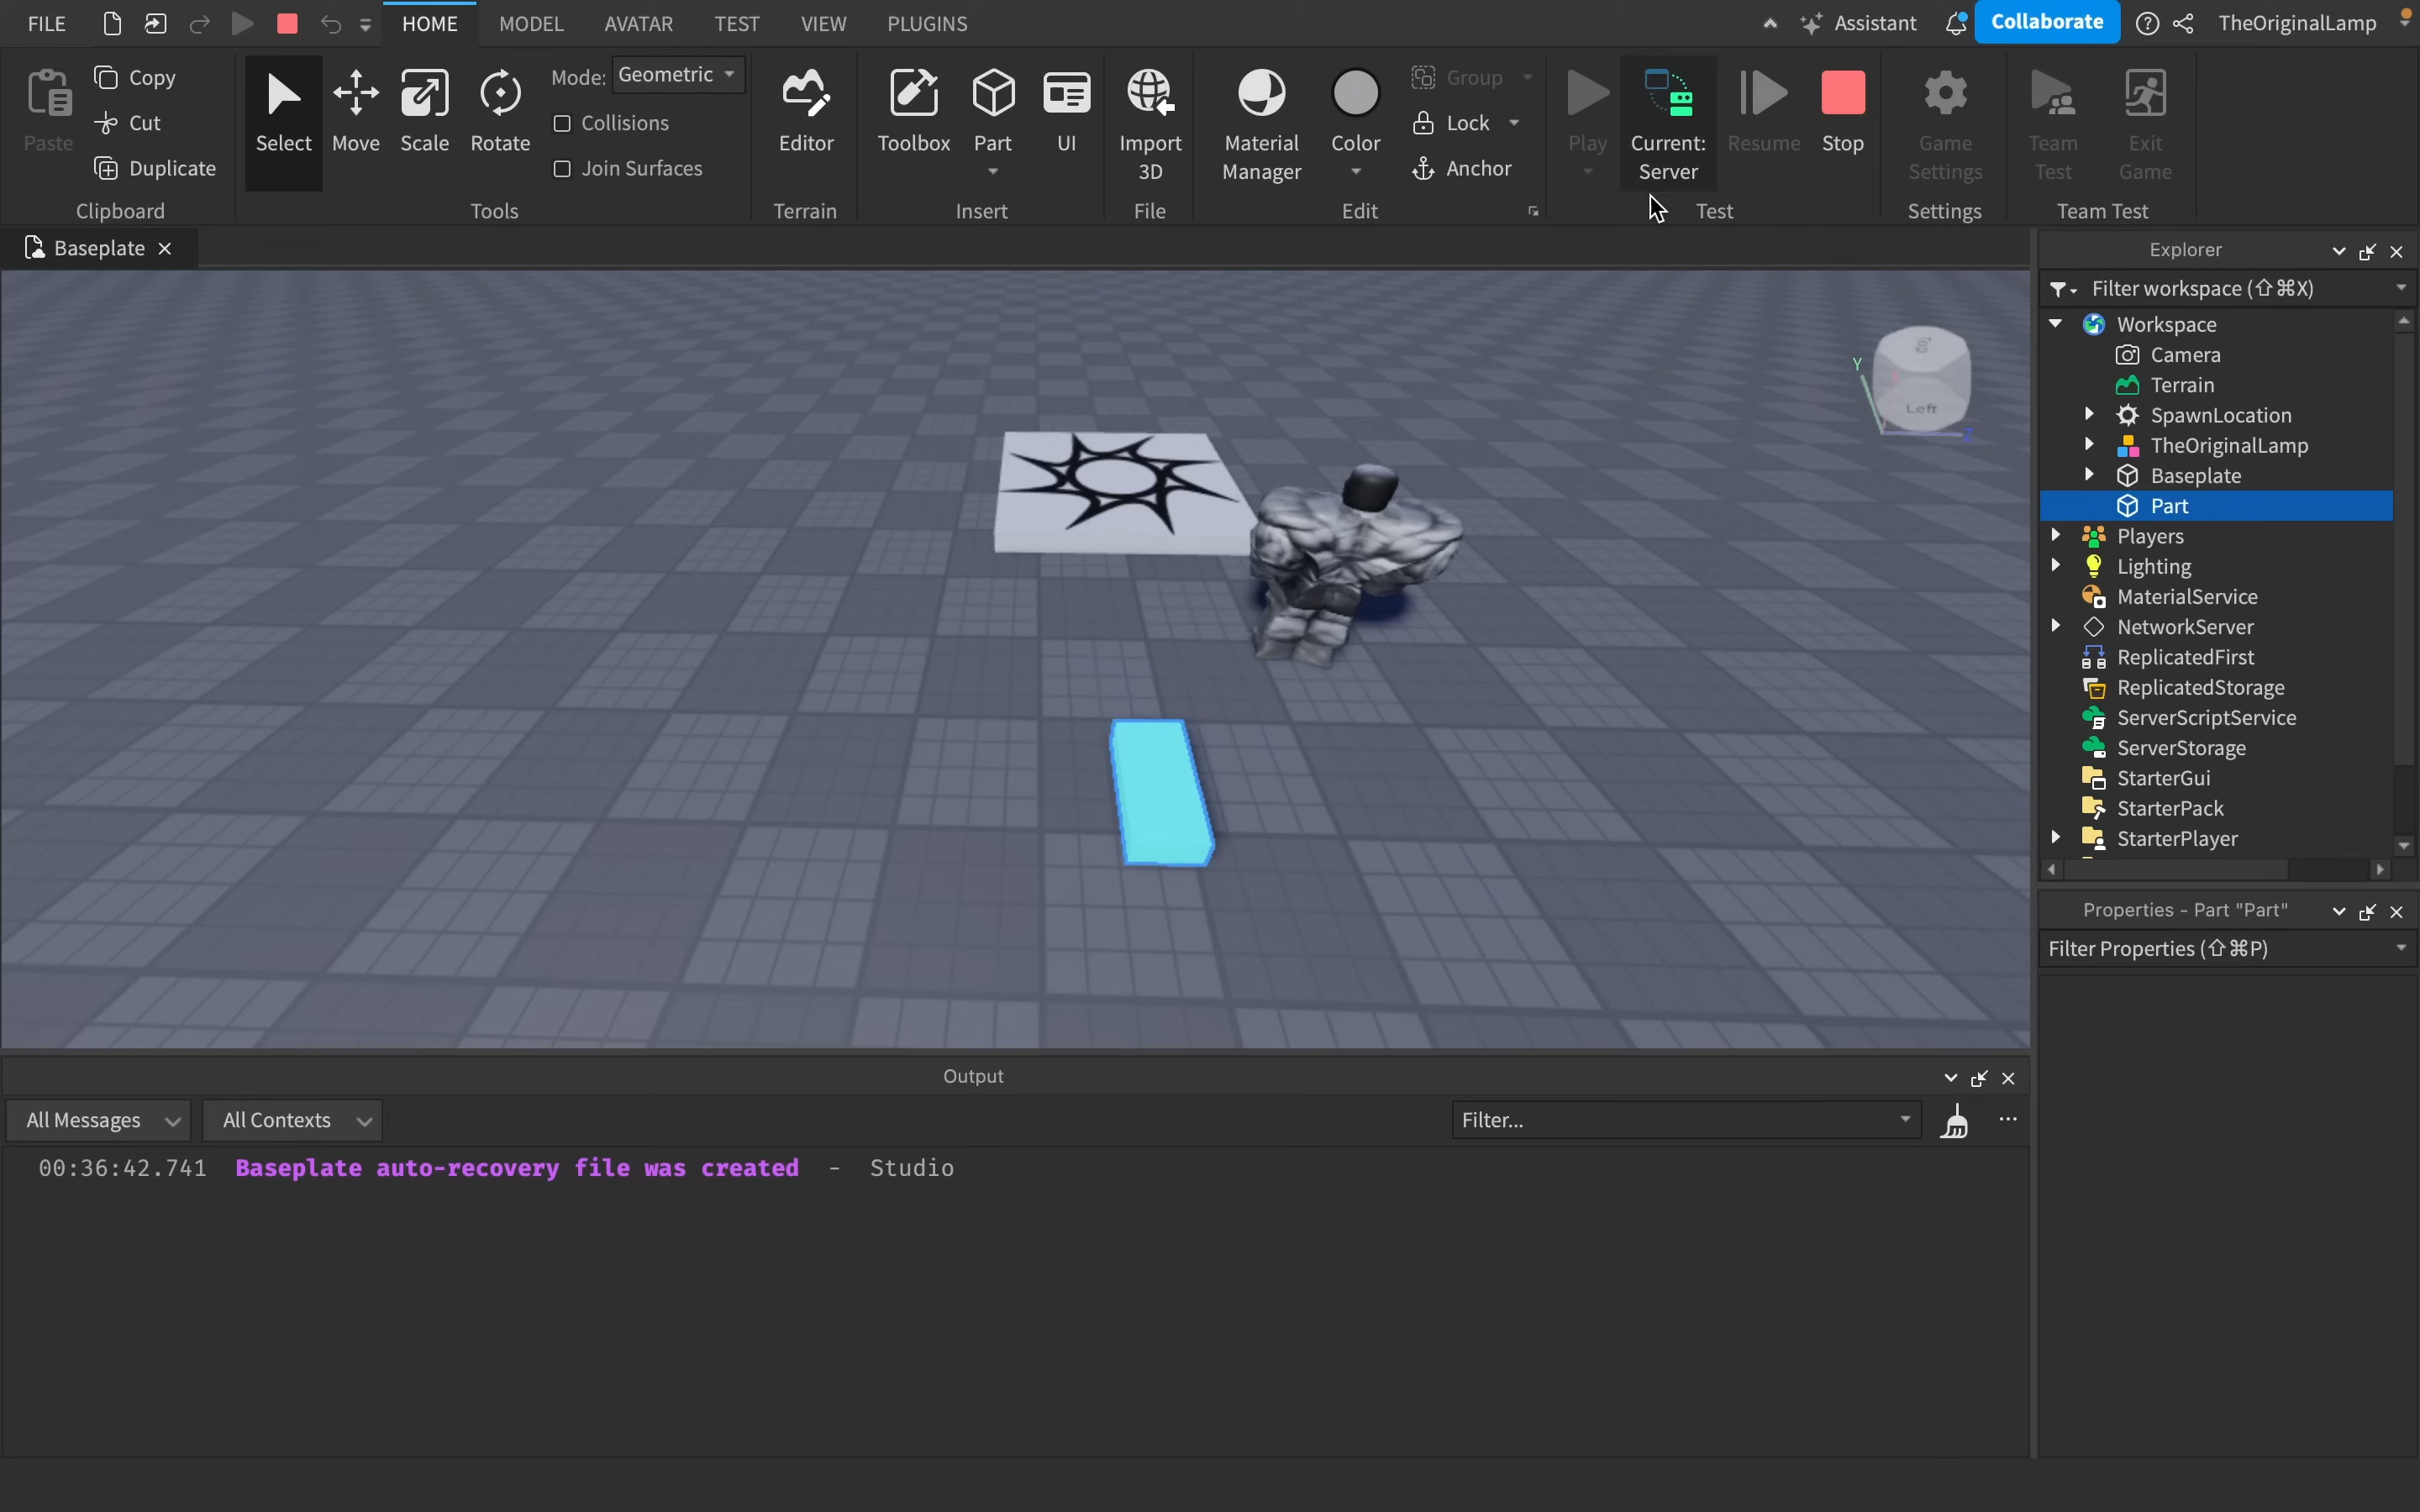 FILE HOME MODEL AVATAR TEST VIEW PLUGINS Assistant Collaborate TheOriginalLamp
Paste
Copy
Cut
Duplicate
Clipboard
Select Move Scale Rotate
Mode: Geometric
Collisions
Join Surfaces
Tools
Editor
Terrain
Toolbox Part UI
Insert
Import
3D
File
Material
Manager
Color
Group
Lock
Anchor
Edit
Play
Current:
Server
Resume
Stop
Test
Game
Settings
Settings
Team
Test
Exit
Game
Team Test
Baseplate
Y
Left
Z
Explorer
Filter workspace (⇧⌘X)
Workspace
Camera
Terrain
SpawnLocation
TheOriginalLamp
Baseplate
Part
Players
Lighting
MaterialService
NetworkServer
ReplicatedFirst
ReplicatedStorage
ServerScriptService
ServerStorage
StarterGui
StarterPack
StarterPlayer
Properties - Part "Part"
Filter Properties (⇧⌘P)
Output
All Messages All Contexts Filter... ...
00:36:42.741 Baseplate auto-recovery file was created - Studio